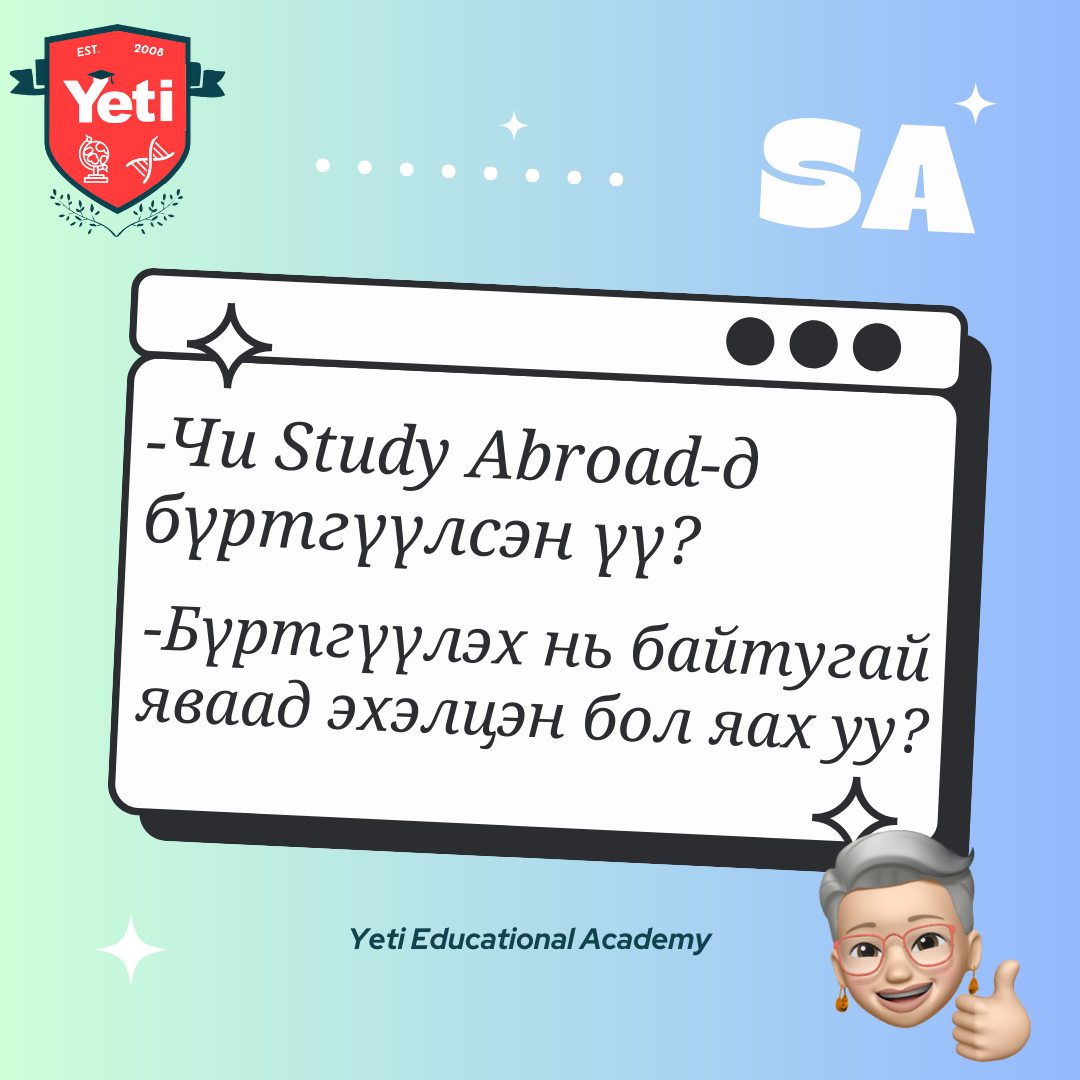 EST. 2008
Yeti
SA
-Чи Study Abroad-д
бүртгүүлсэн үү?
-Бүртгүүлэх нь байтугай
яваад эхэлцэн бол яах уу?
Yeti Educational Academy